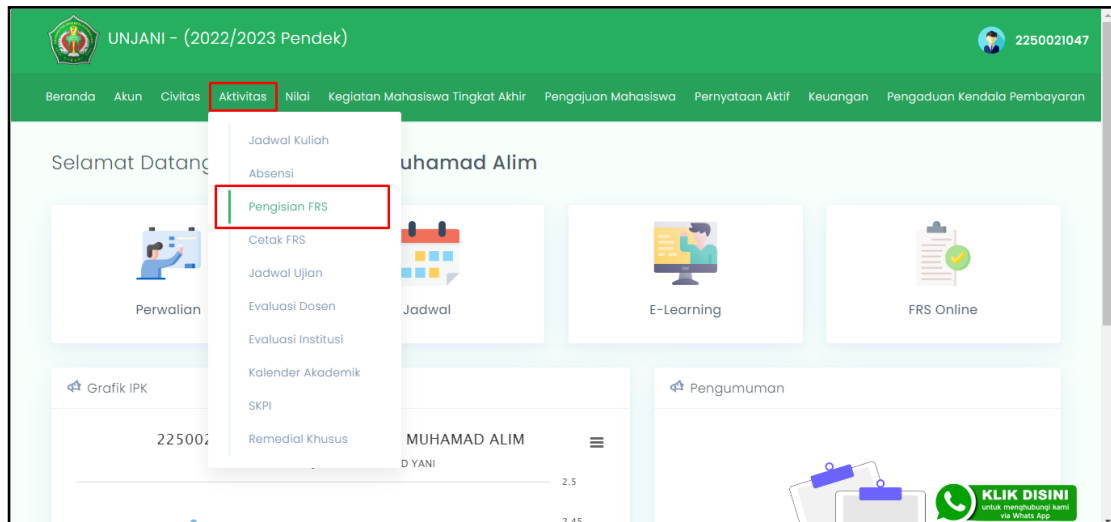 UNJANI - (2022/2023 Pendek)
2250021047
Beranda Akun Civitas Aktivitas Nilai Kegiatan Mahasiswa Tingkat Akhir Pengajuan Mahasiswa Pernyataan Aktif Keuangan Pengaduan Kendala Pembayaran
Jadwal Kuliah
Absensi
Pengisian FRS
Cetak FRS
Jadwal Ujian
Evaluasi Dosen
Evaluasi Institusi
Kalender Akademik
SKPI
Remedial Khusus
Selamat Datang uhamad Alim
Perwalian
Jadwal
E-Learning
FRS Online
Grafik IPK
Pengumuman
22500 MUHAMAD ALIM
D YANI
2.5
2.45
KLIK DISINI
untuk menghubungi kami
via Whats App